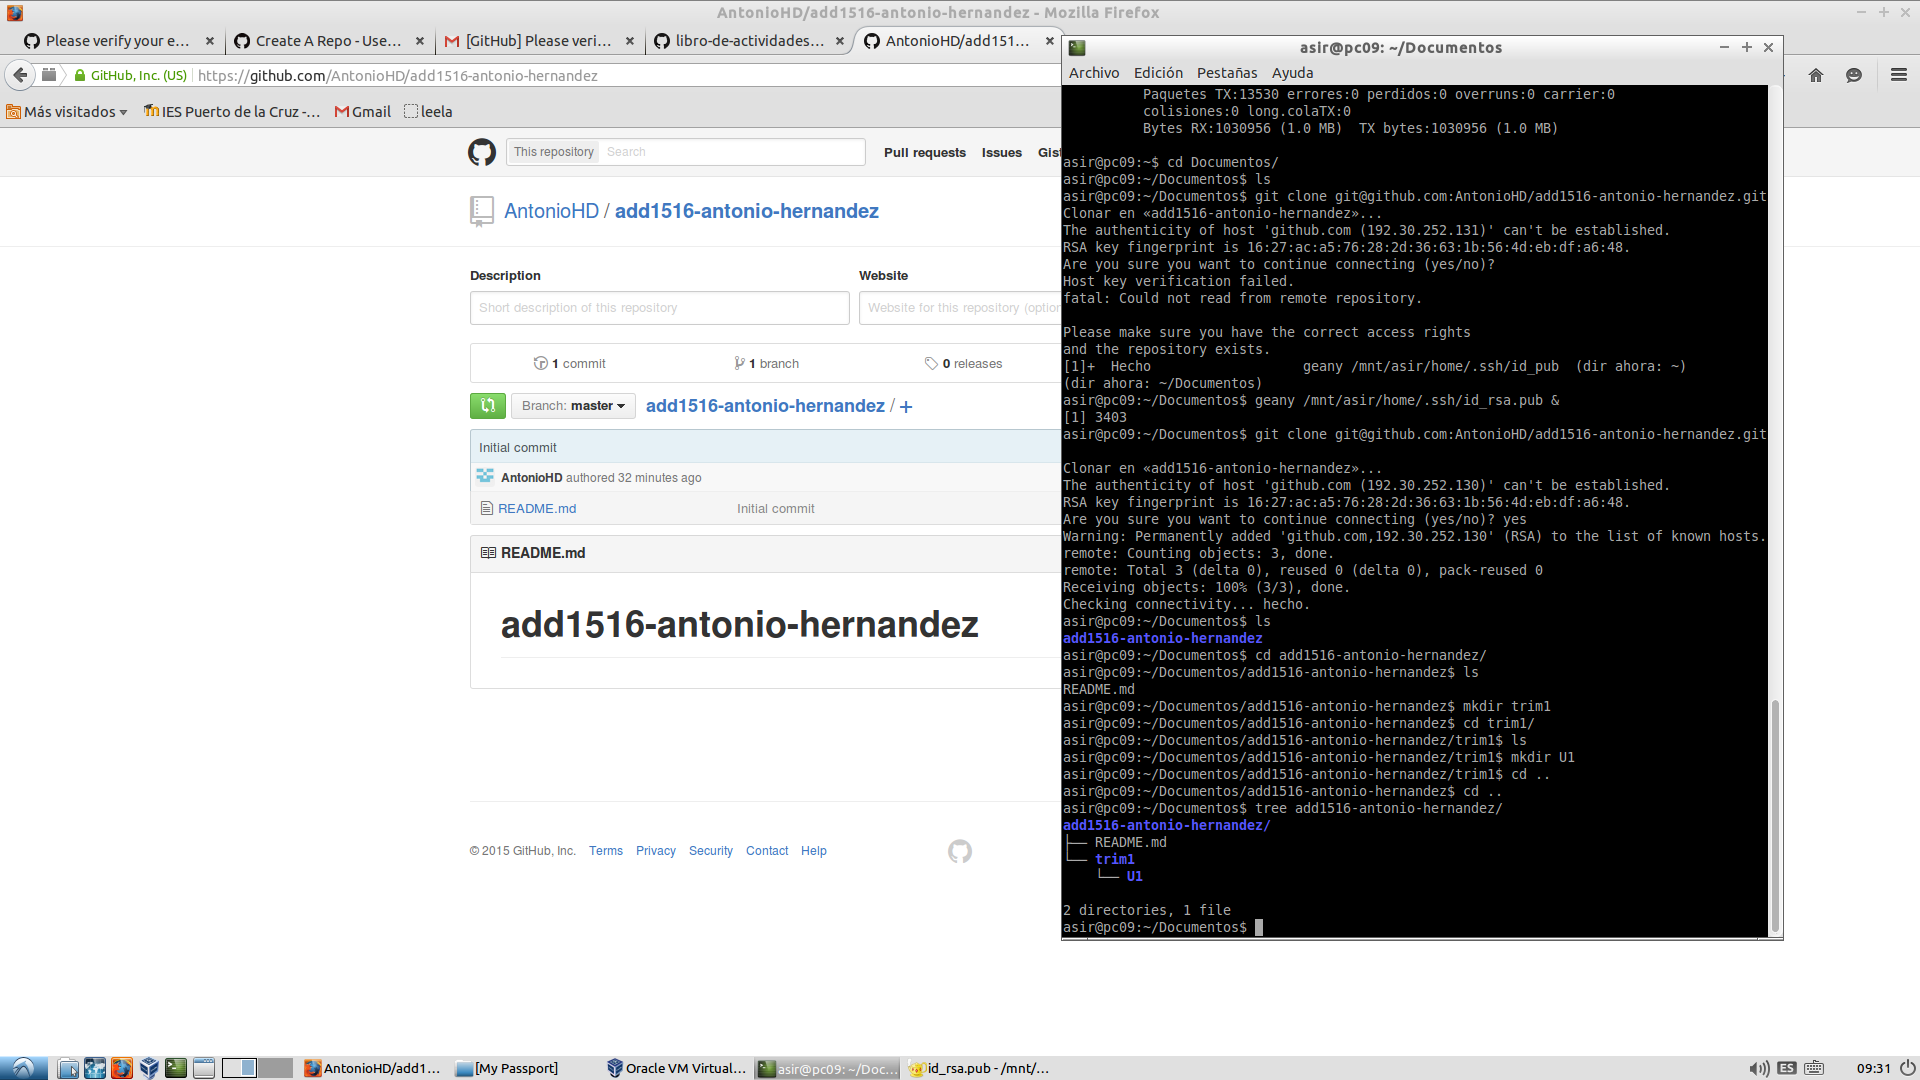 AntonioHD/add1516-antonio-hernandez - Mozilla Firefox
Please verify your e...
Create A Repo - Use...
[GitHub] Please veri...
libro-de-actividades...
AntonioHD/add151...
GitHub, Inc. (US)
https://github.com/AntonioHD/add1516-antonio-hernandez
Más visitados
IES Puerto de la Cruz -...
Gmail
leela
This repository
Search
Pull requests
Issues
Gis
AntonioHD / add1516-antonio-hernandez
Description
Website
Short description of this repository
Website for this repository (option
1 commit
1 branch
0 releases
Branch: master
add1516-antonio-hernandez / +
Initial commit
AntonioHD authored 32 minutes ago
README.md
Initial commit
README.md
add1516-antonio-hernandez
© 2015 GitHub, Inc.
Terms
Privacy
Security
Contact
Help
asir@pc09: ~/Documentos
Archivo Edición Pestañas Ayuda
Paquetes TX:13530 errores:0 perdidos:0 overruns:0 carrier:0
colisiones:0 long.colaTX:0
Bytes RX:1030956 (1.0 MB)  TX bytes:1030956 (1.0 MB)
asir@pc09:~$ cd Documentos/
asir@pc09:~/Documentos$ ls
asir@pc09:~/Documentos$ git clone git@github.com:AntonioHD/add1516-antonio-hernandez.git
Clonar en «add1516-antonio-hernandez»...
The authenticity of host 'github.com (192.30.252.131)' can't be established.
RSA key fingerprint is 16:27:ac:a5:76:28:2d:36:63:1b:56:4d:eb:df:a6:48.
Are you sure you want to continue connecting (yes/no)?
Host key verification failed.
fatal: Could not read from remote repository.
Please make sure you have the correct access rights
and the repository exists.
[1]+  Hecho                   geany /mnt/asir/home/.ssh/id_pub  (dir ahora: ~)
(dir ahora: ~/Documentos)
asir@pc09:~/Documentos$ geany /mnt/asir/home/.ssh/id_rsa.pub &
[1] 3403
asir@pc09:~/Documentos$ git clone git@github.com:AntonioHD/add1516-antonio-hernandez.git
Clonar en «add1516-antonio-hernandez»...
The authenticity of host 'github.com (192.30.252.130)' can't be established.
RSA key fingerprint is 16:27:ac:a5:76:28:2d:36:63:1b:56:4d:eb:df:a6:48.
Are you sure you want to continue connecting (yes/no)? yes
Warning: Permanently added 'github.com,192.30.252.130' (RSA) to the list of known hosts.
remote: Counting objects: 3, done.
remote: Total 3 (delta 0), reused 0 (delta 0), pack-reused 0
Receiving objects: 100% (3/3), done.
Checking connectivity... hecho.
asir@pc09:~/Documentos$ ls
add1516-antonio-hernandez
asir@pc09:~/Documentos$ cd add1516-antonio-hernandez/
asir@pc09:~/Documentos/add1516-antonio-hernandez$ ls
README.md
asir@pc09:~/Documentos/add1516-antonio-hernandez$ mkdir trim1
asir@pc09:~/Documentos/add1516-antonio-hernandez$ cd trim1/
asir@pc09:~/Documentos/add1516-antonio-hernandez/trim1$ ls
asir@pc09:~/Documentos/add1516-antonio-hernandez/trim1$ mkdir U1
asir@pc09:~/Documentos/add1516-antonio-hernandez/trim1$ cd ..
asir@pc09:~/Documentos/add1516-antonio-hernandez$ cd ..
asir@pc09:~/Documentos$ tree add1516-antonio-hernandez/
add1516-antonio-hernandez/
├── README.md
└── trim1
    └── U1
2 directories, 1 file
asir@pc09:~/Documentos$
AntonioHD/add1...
[My Passport]
Oracle VM Virtual...
asir@pc09: ~/Doc...
id_rsa.pub - /mnt/...
ES
09:31